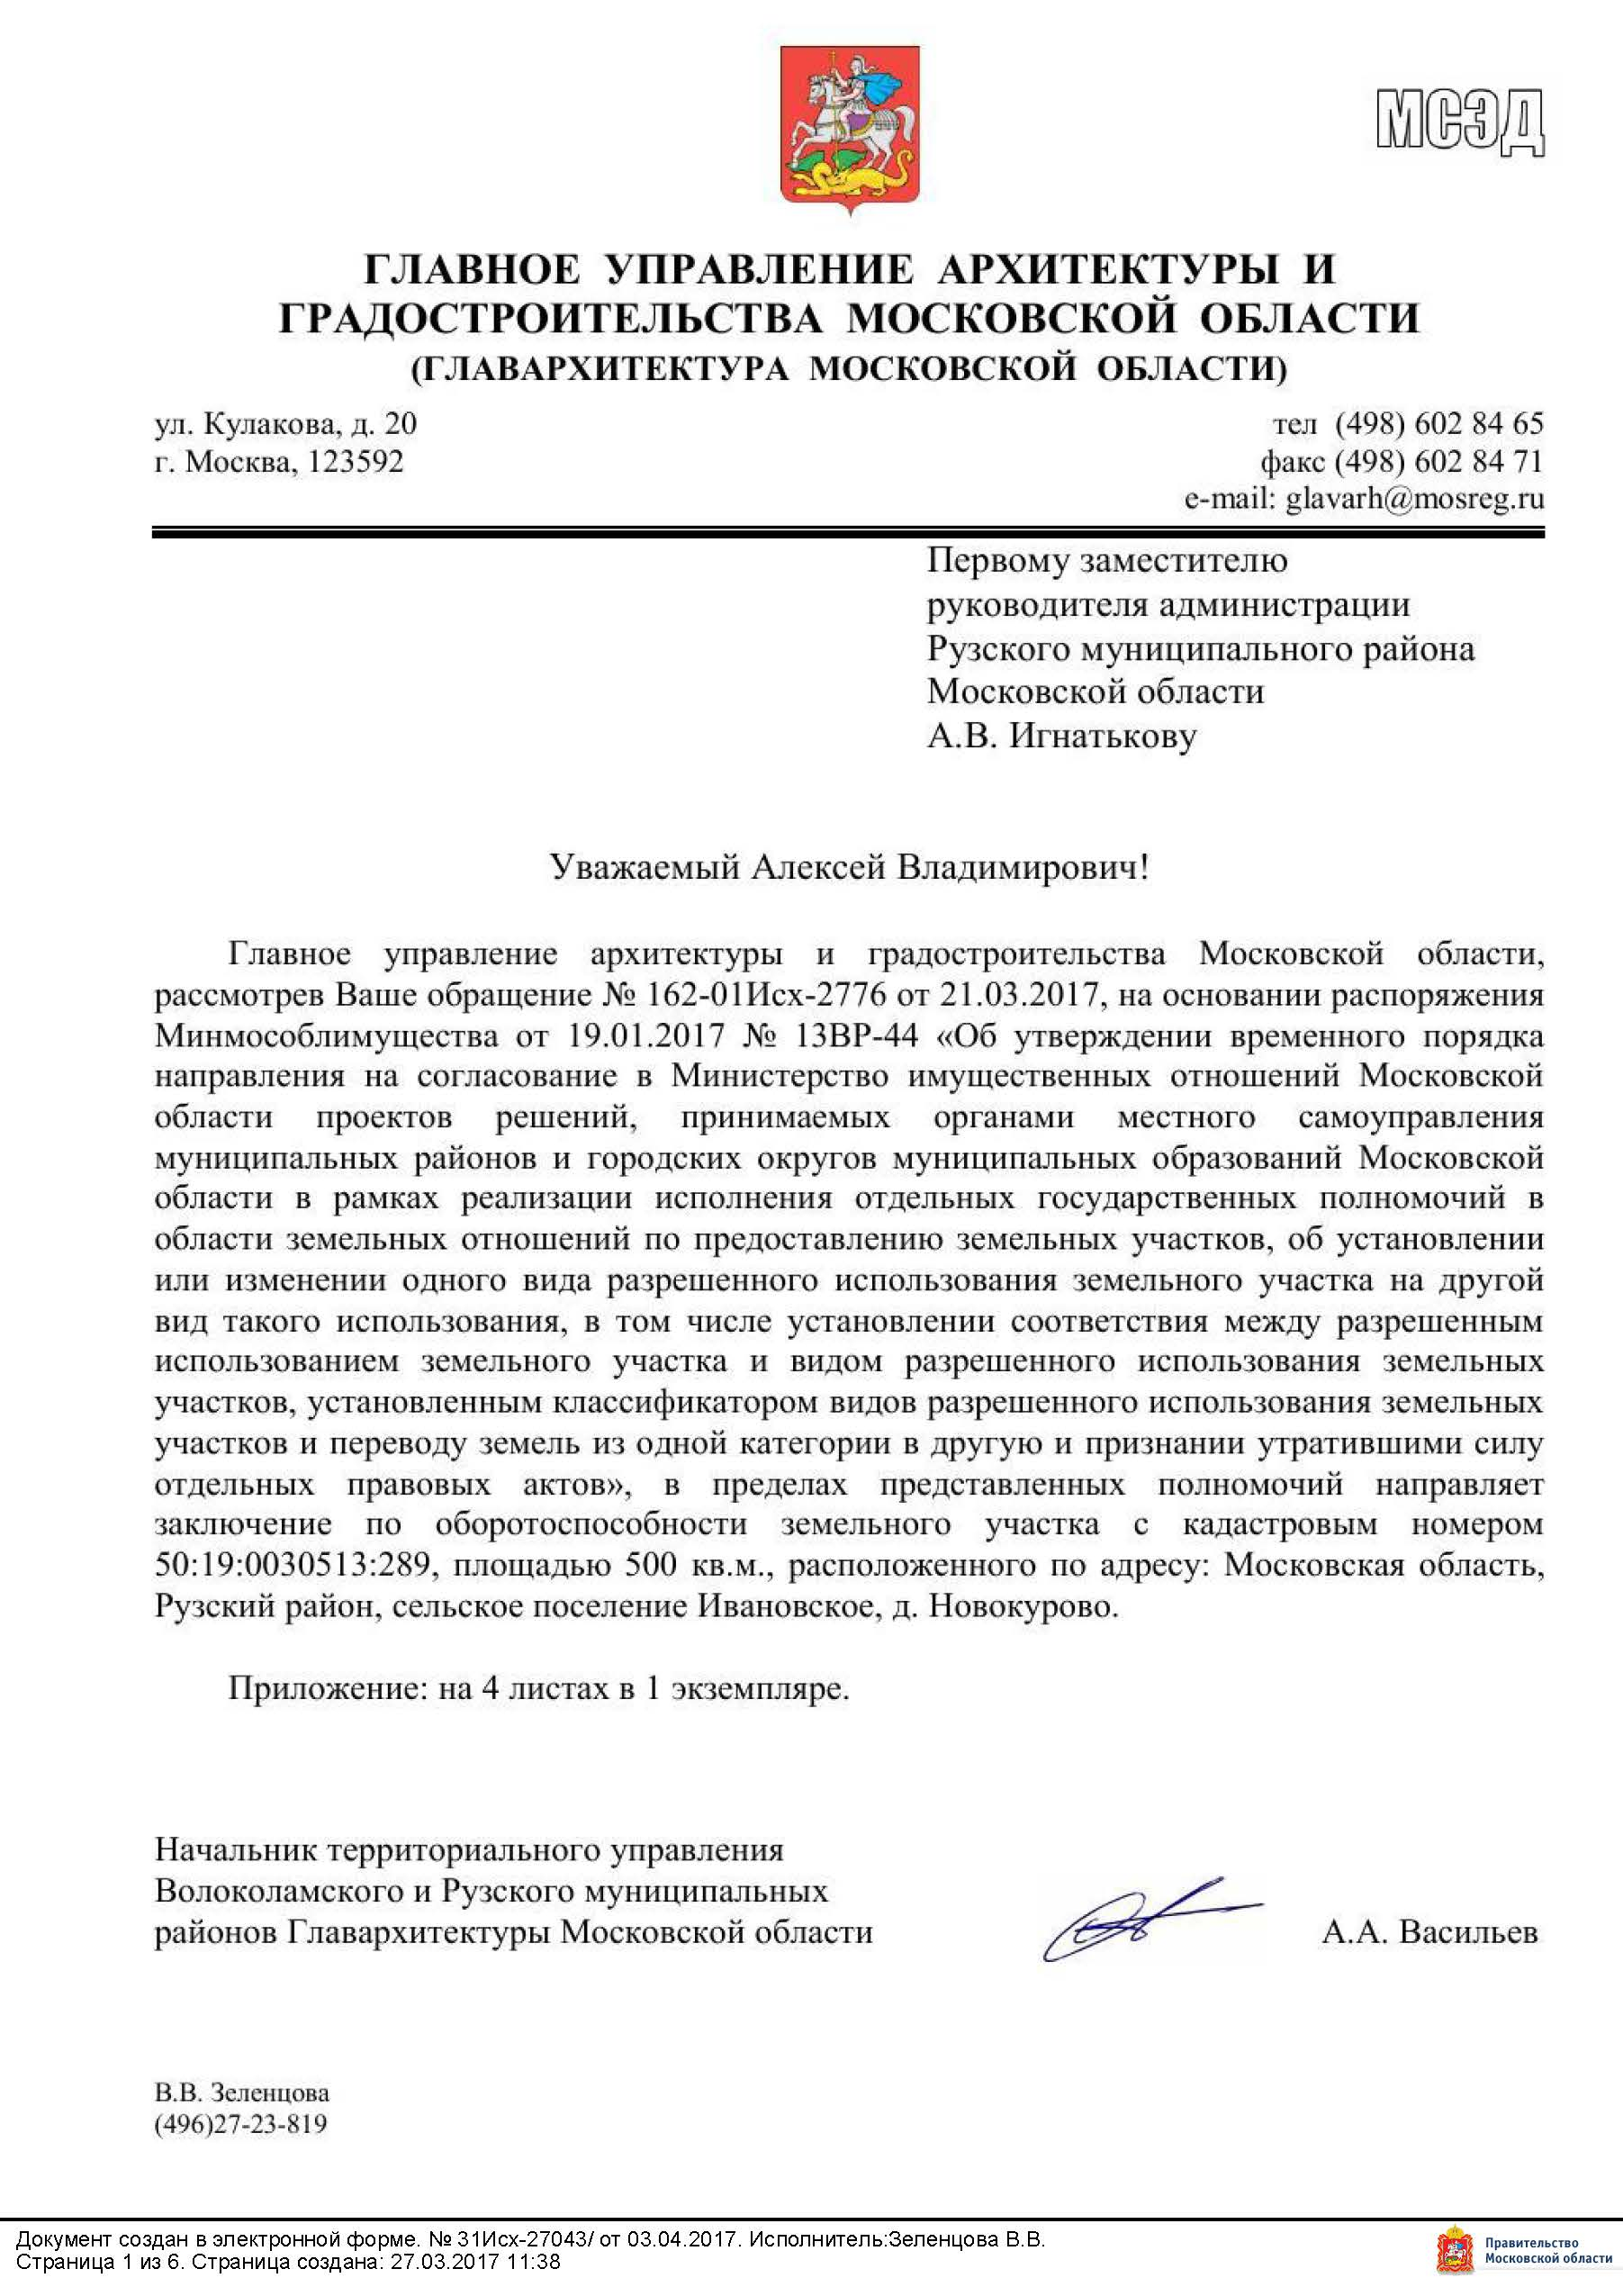 МСЭД
ГЛАВНОЕ УПРАВЛЕНИЕ АРХИТЕКТУРЫ И
ГРАДОСТРОИТЕЛЬСТВА МОСКОВСКОЙ ОБЛАСТИ
(ГЛАВАРХИТЕКТУРА МОСКОВСКОЙ ОБЛАСТИ)
ул. Кулакова, д. 20
г. Москва, 123592
тел (498) 602 84 65
факс (498) 602 84 71
e-mail: glavarh@mosreg.ru
Первому заместителю
руководителя администрации
Рузского муниципального района
Московской области
А.В. Игнатькову
Уважаемый Алексей Владимирович!
Главное управление архитектуры и градостроительства Московской области,
рассмотрев Ваше обращение № 162-01Исх-2776 от 21.03.2017, на основании распоряжения
Минмособлимущества от 19.01.2017 № 13ВР-44 «Об утверждении временного порядка
направления на согласование в Министерство имущественных отношений Московской
области проектов решений, принимаемых органами местного самоуправления
муниципальных районов и городских округов муниципальных образований Московской
области в рамках реализации исполнения отдельных государственных полномочий в
области земельных отношений по предоставлению земельных участков, об установлении
или изменении одного вида разрешенного использования земельного участка на другой
вид такого использования, в том числе установлении соответствия между разрешенным
использованием земельного участка и видом разрешенного использования земельных
участков, установленным классификатором видов разрешенного использования земельных
участков и переводу земель из одной категории в другую и признании утратившими силу
отдельных правовых актов», в пределах представленных полномочий направляет
заключение по оборотоспособности земельного участка с кадастровым номером
50:19:0030513:289, площадью 500 кв.м., расположенного по адресу: Московская область,
Рузский район, сельское поселение Ивановское, д. Новокурово.
Приложение: на 4 листах в 1 экземпляре.
Начальник территориального управления
Волоколамского и Рузского муниципальных
районов Главархитектуры Московской области
А.А. Васильев
В.В. Зеленцова
(496)27-23-819
Документ создан в электронной форме. № 31Исх-27043/ от 03.04.2017. Исполнитель:Зеленцова В.В.
Страница 1 из 6. Страница создана: 27.03.2017 11:38
Правительство
Московской области